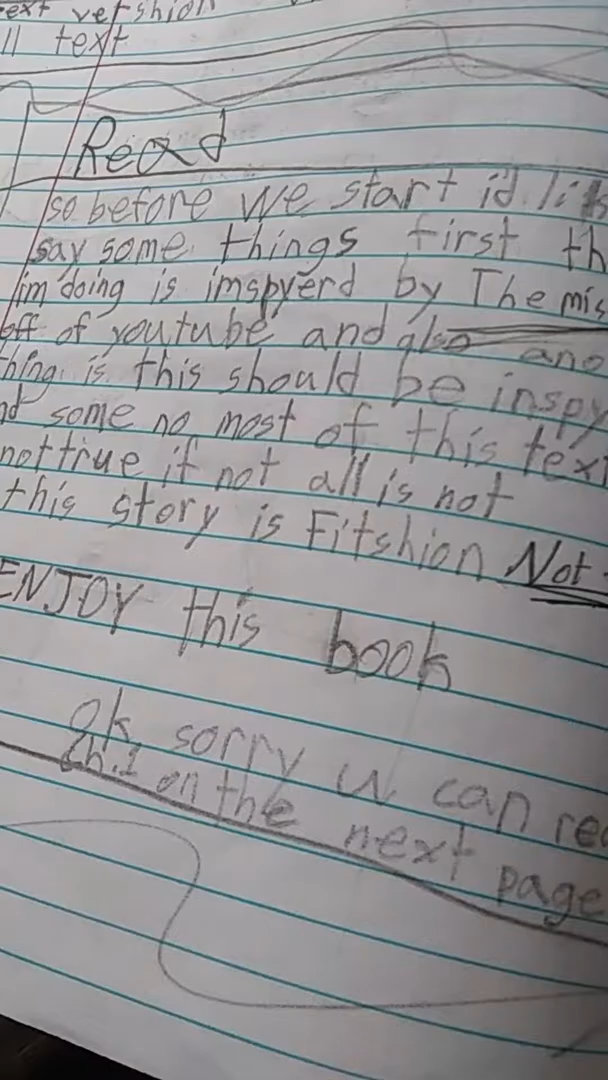 ext vershion
ll text
Read
so before we start id lik
say some things first th
im doing is imspyerd by The mis
off of youtube and also ano
thing is this should be inspy
nd some no most of this text
not true if not all is not
this story is Fitshion Not
ENJOY this book
ok sorry u can rea
Ch.1 on the next page